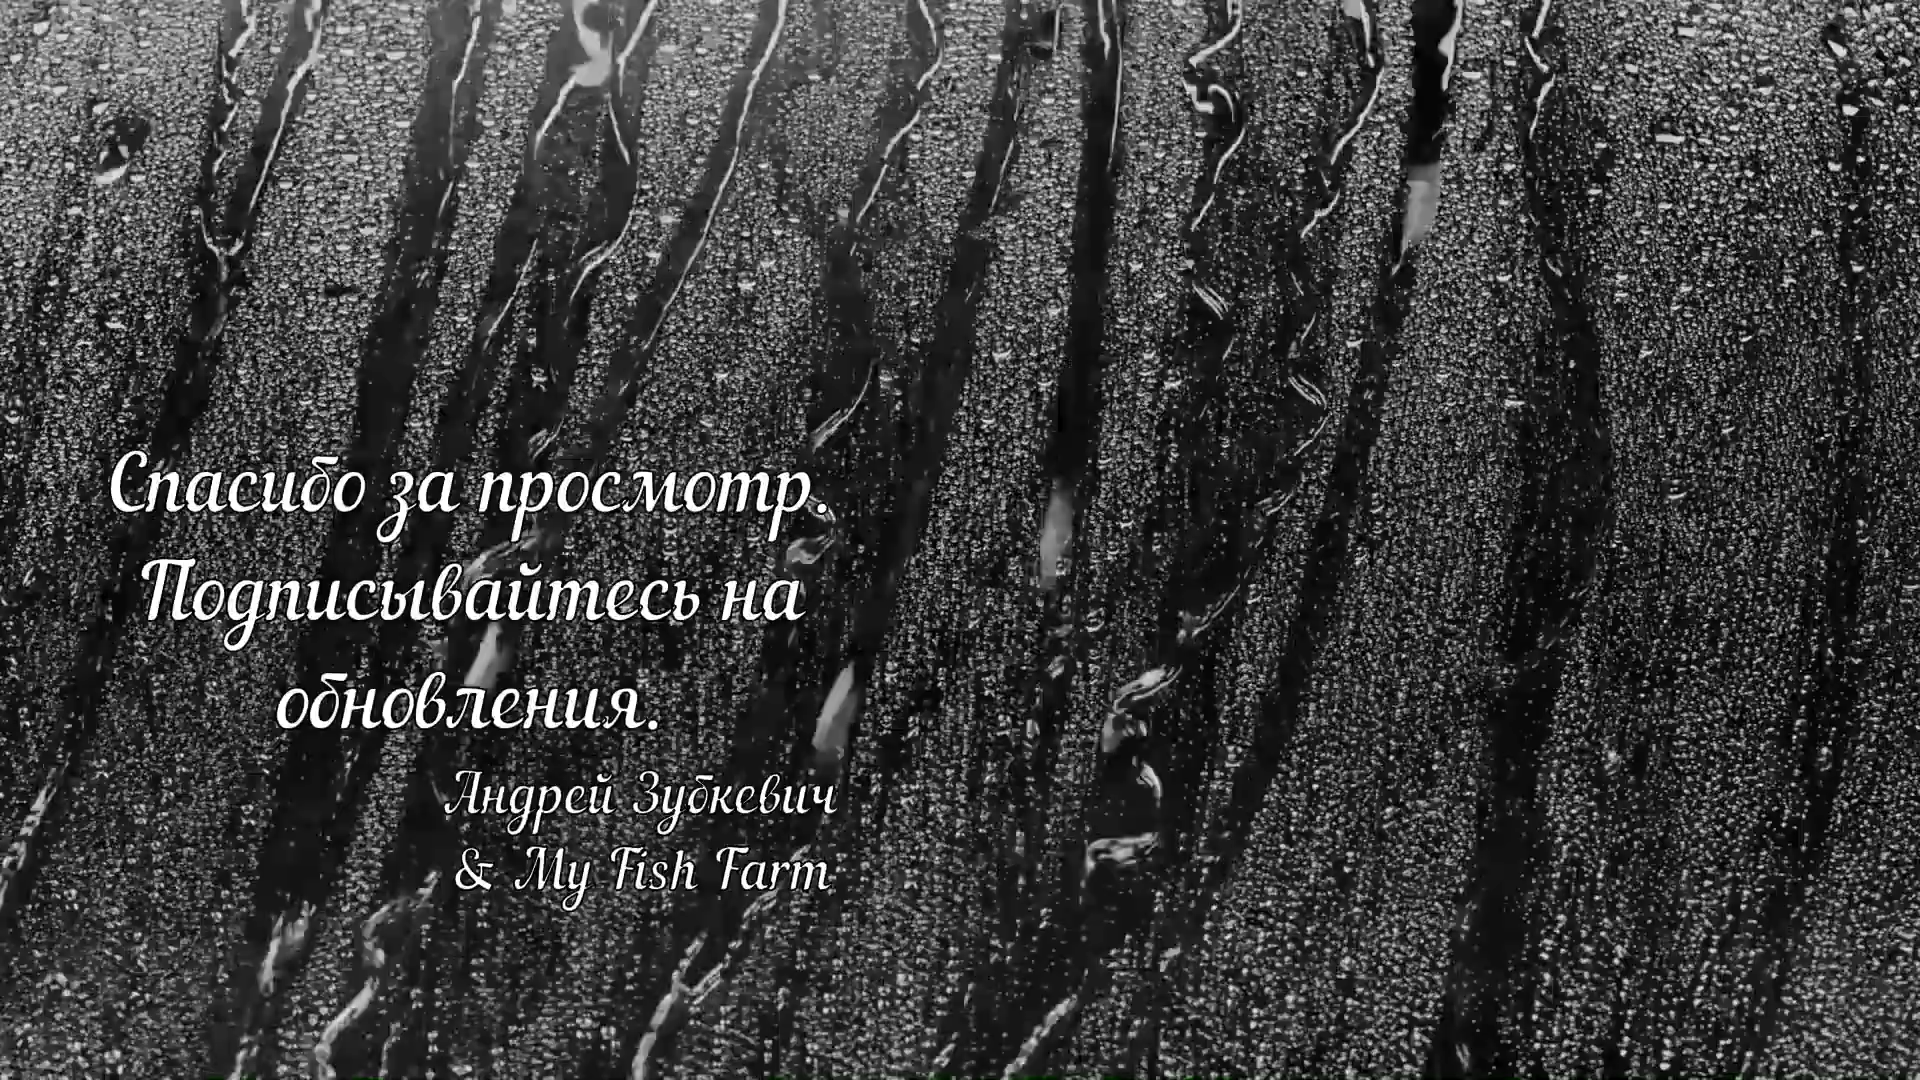 Спасибо за просмотр.
Подписывайтесь на
обновления.
Андрей Зубкевич
& My Fish Farm